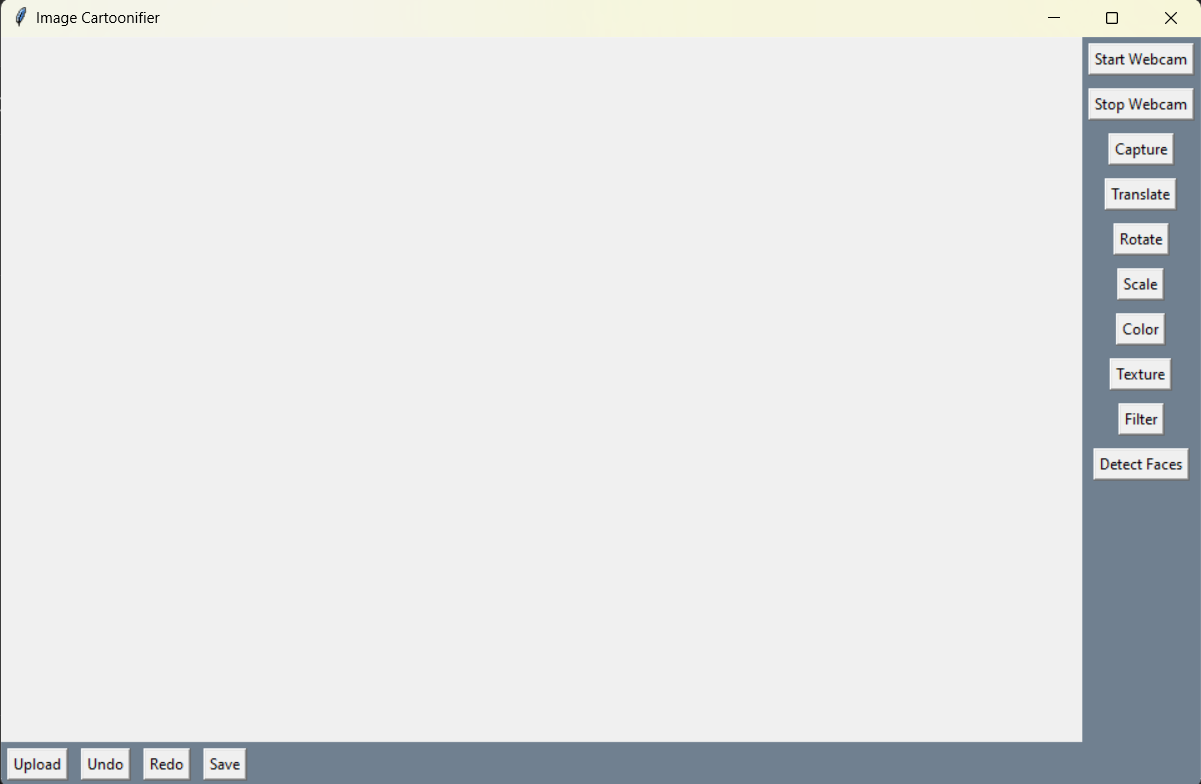 Image Cartoonifier
Start Webcam
Stop Webcam
Capture
Translate
Rotate
Scale
Color
Texture
Filter
Detect Faces
Upload Undo Redo Save